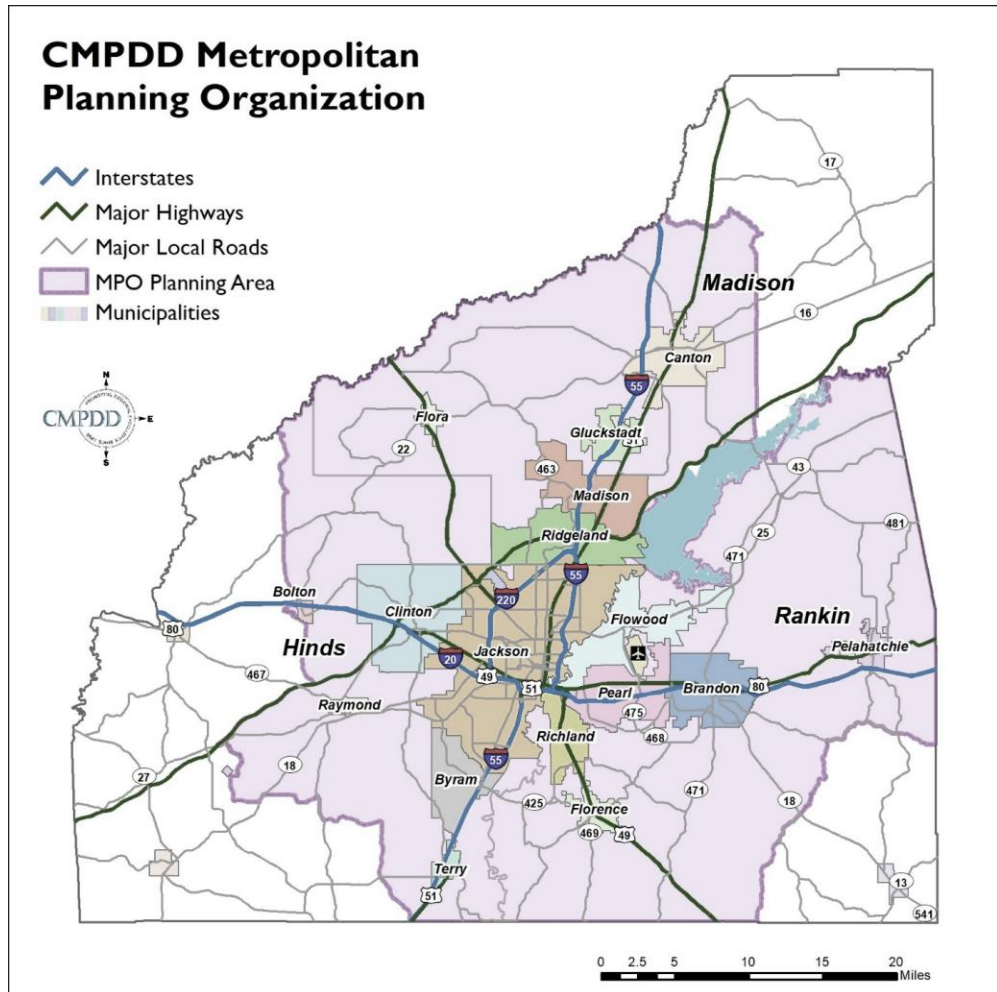 CMPDD Metropolitan
Planning Organization
Interstates
Major Highways
Major Local Roads
MPO Planning Area
Municipalities
N
CMPDD
E
S
17
Madison
16
Canton
55
Flora
Gluckstadt
51
22
463
43
Madison
481
Ridgeland
25
471
55
220
Bolton
Clinton
Flowood
Rankin
80
Hinds
Jackson
Pelahatchie
20
49
467
51
Pearl
Brandon
80
Raymond
475
Richland
468
55
18
Byram
27
425
471
18
Florence
469
49
Terry
51
13
541
0 2.5 5 10 15 20
Miles